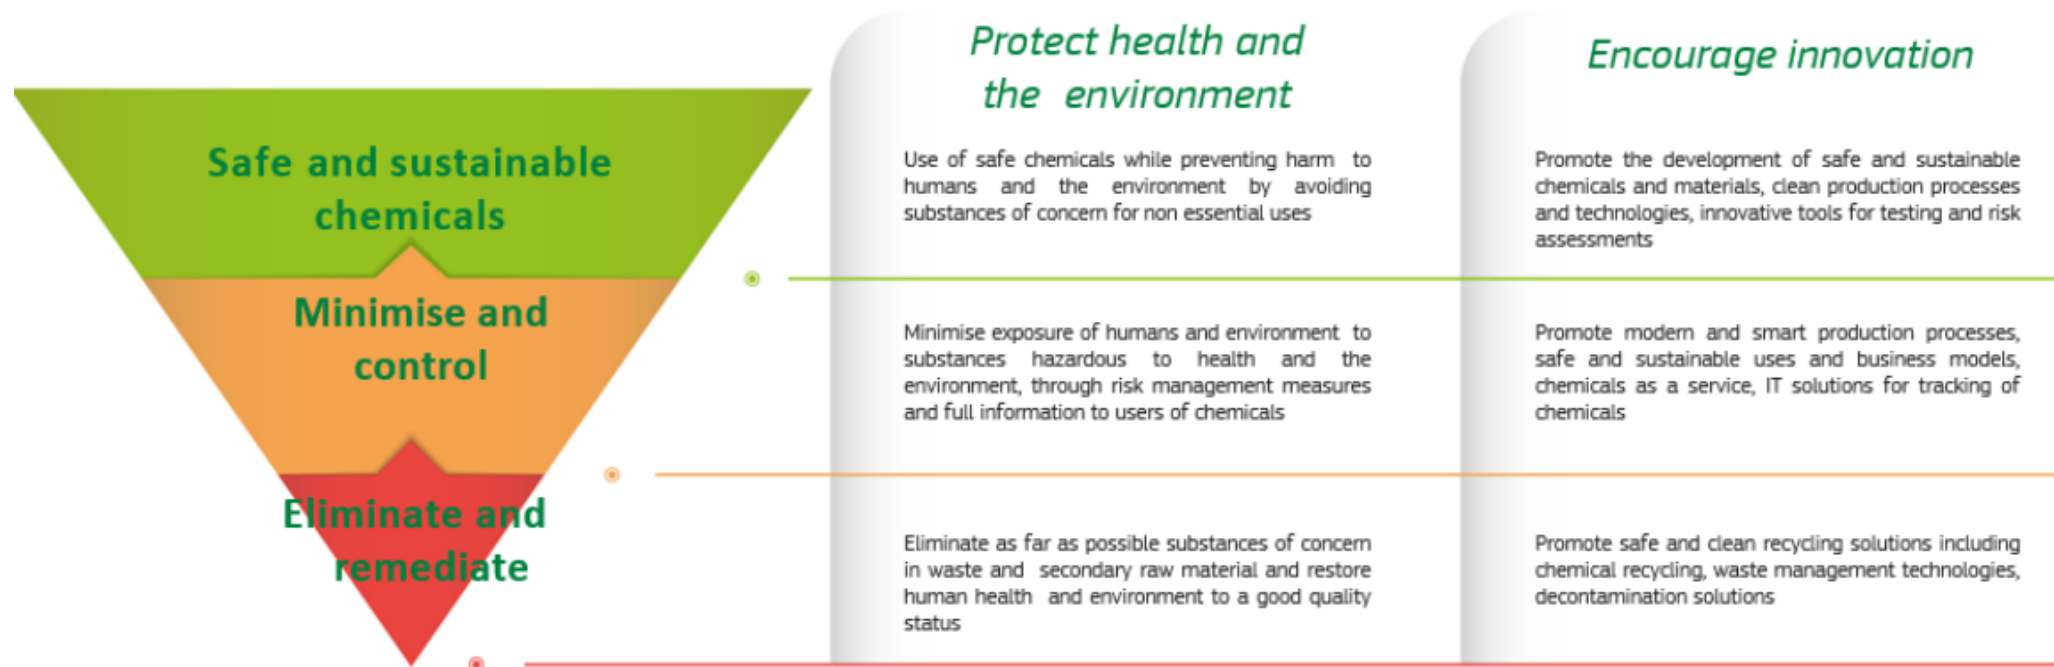 Safe and sustainable
chemicals
Minimise and
control
Eliminate and
remediate
Protect health and
the environment
Use of safe chemicals while preventing harm to
humans and the environment by avoiding
substances of concern for non essential uses
Minimise exposure of humans and environment to
substances hazardous to health and the
environment, through risk management measures
and full information to users of chemicals
Eliminate as far as possible substances of concern
in waste and secondary raw material and restore
human health and environment to a good quality
status
Encourage innovation
Promote the development of safe and sustainable
chemicals and materials, clean production processes
and technologies, innovative tools for testing and risk
assessments
Promote modern and smart production processes,
safe and sustainable uses and business models,
chemicals as a service, IT solutions for tracking of
chemicals
Promote safe and clean recycling solutions including
chemical recycling, waste management technologies,
decontamination solutions